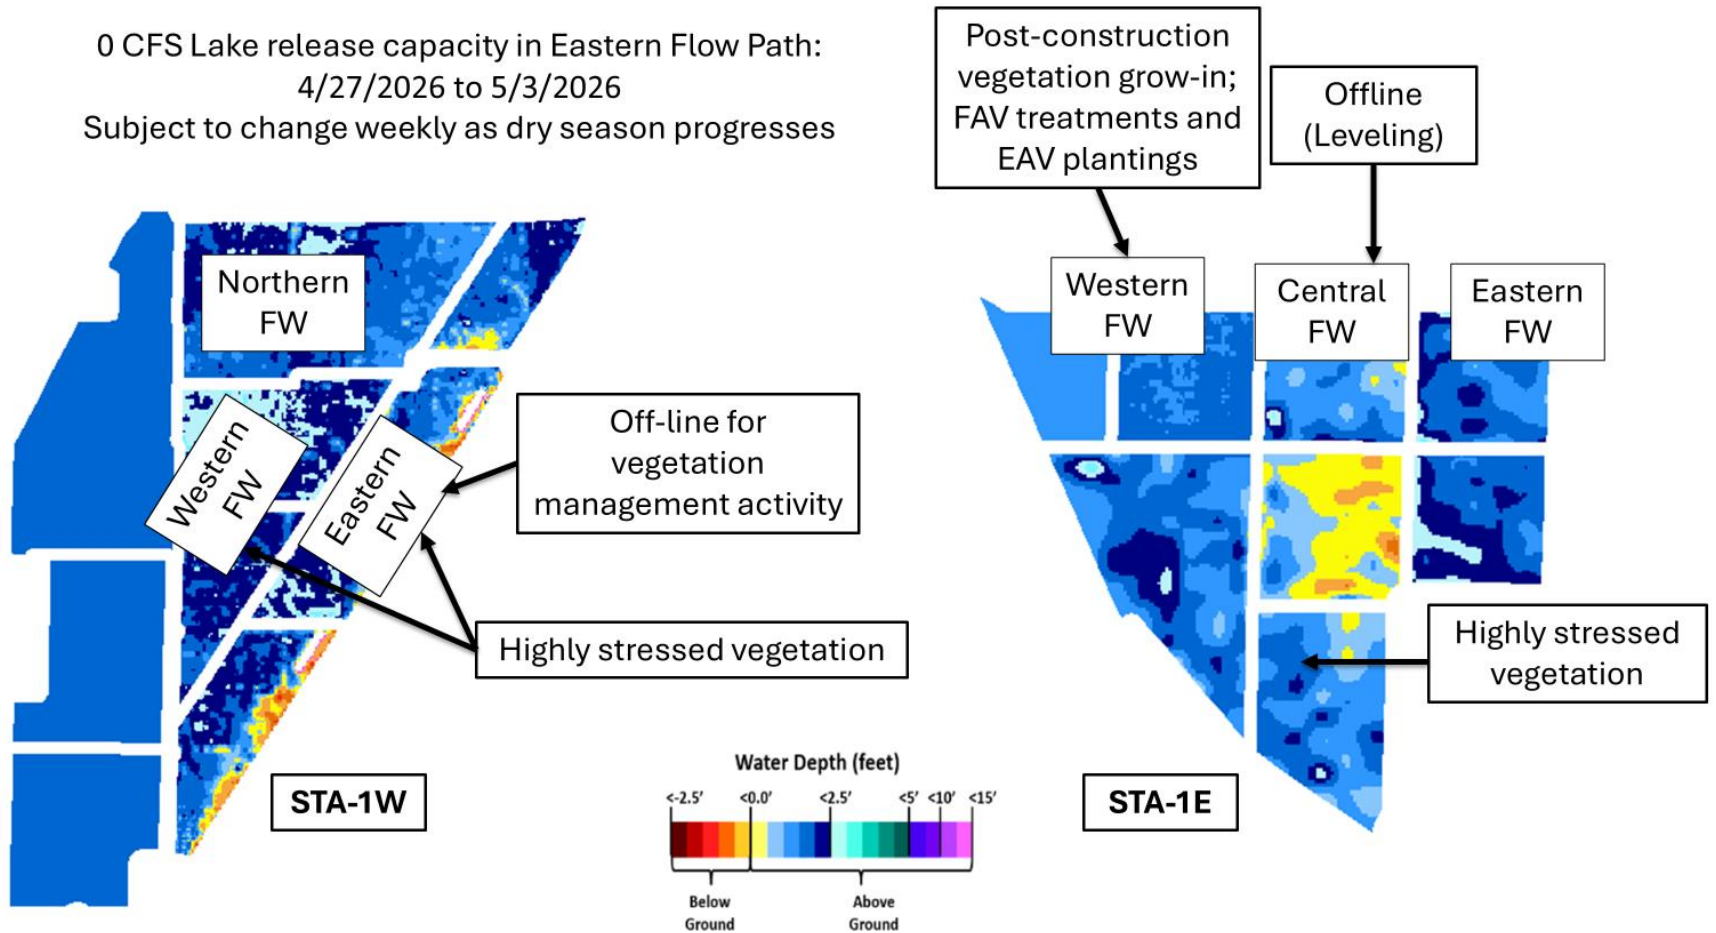 0 CFS Lake release capacity in Eastern Flow Path:
4/27/2026 to 5/3/2026
Subject to change weekly as dry season progresses
Post-construction
vegetation grow-in;
FAV treatments and
EAV plantings
Offline
(Leveling)
Northern
FW
Western
FW
Eastern
FW
Off-line for
vegetation
management activity
Highly stressed vegetation
STA-1W
Western
FW
Central
FW
Eastern
FW
Highly stressed
vegetation
STA-1E
Water Depth (feet)
<-2.5′ <0.0′ <2.5′ <5′ <10′ <15′
Below
Ground
Above
Ground